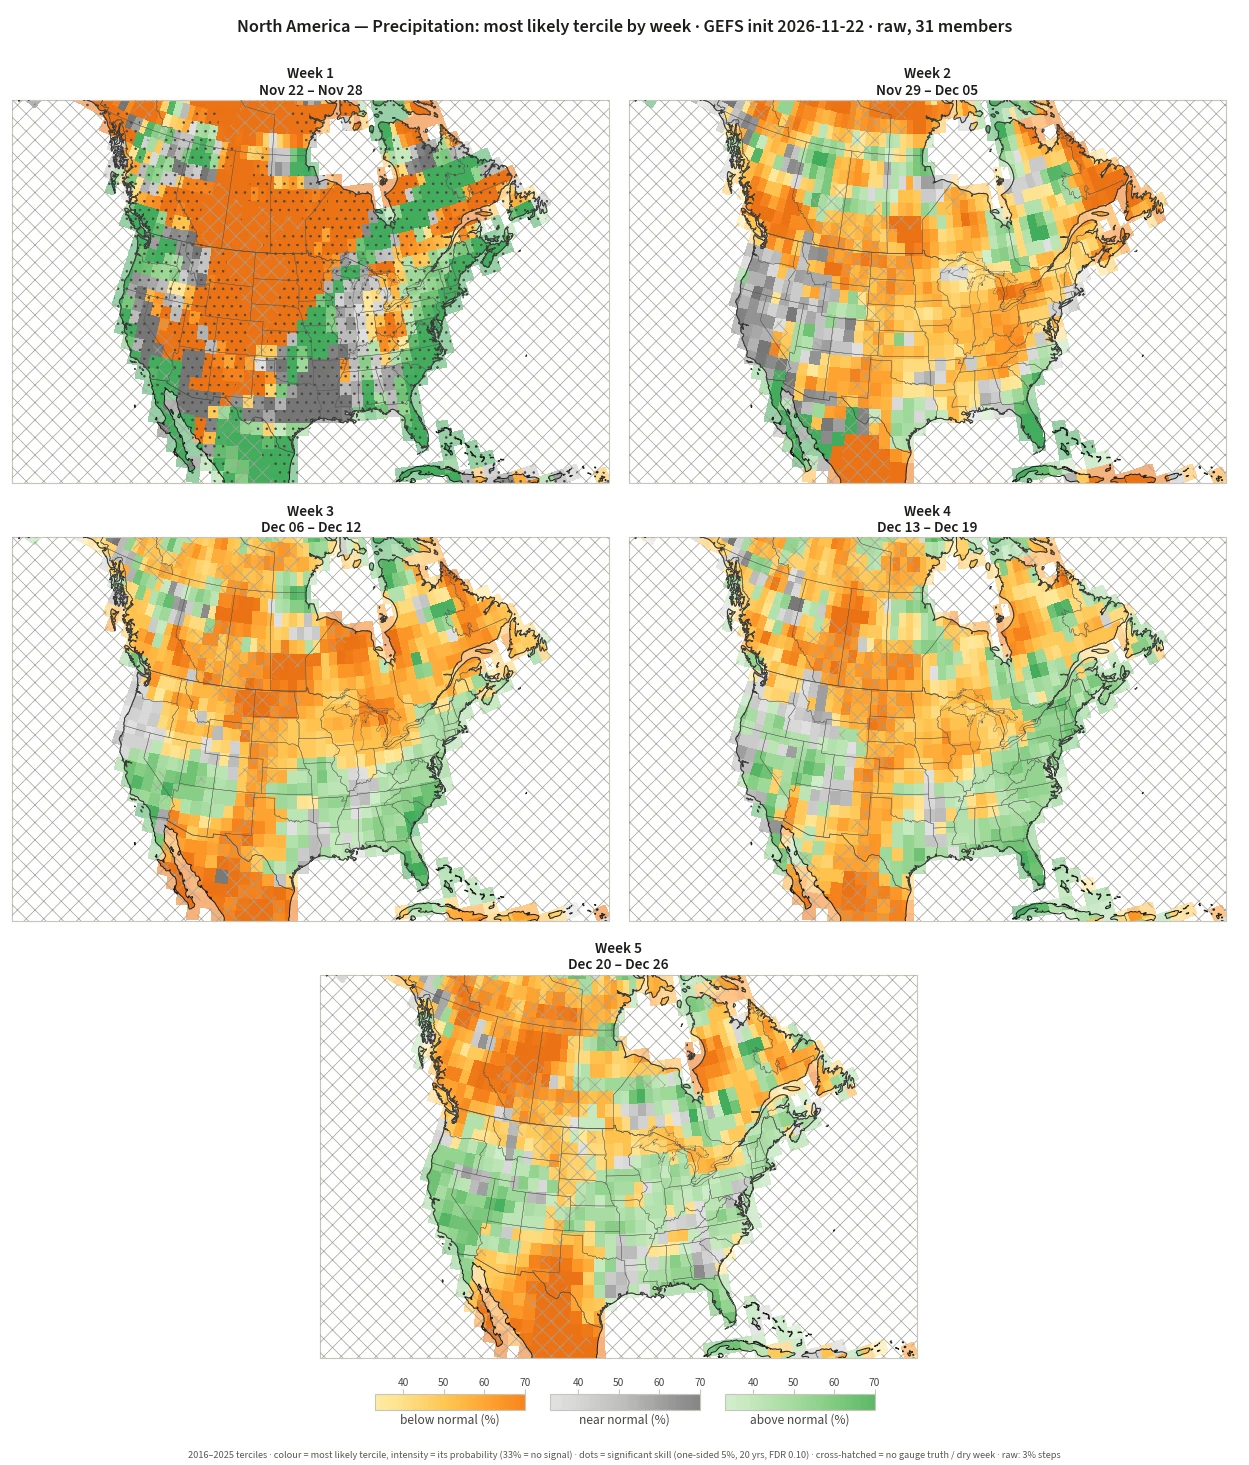 North America — Precipitation: most likely tercile by week · GEFS init 2026-11-22 · raw, 31 members
Week 1
Nov 22 – Nov 28
Week 2
Nov 29 – Dec 05
Week 3
Dec 06 – Dec 12
Week 4
Dec 13 – Dec 19
Week 5
Dec 20 – Dec 26
40 50 60 70 40 50 60 70 40 50 60 70
below normal (%) near normal (%) above normal (%)
2016–2025 terciles · colour = most likely tercile, intensity = its probability (33% = no signal) · dots = significant skill (one-sided 5%, 20 yrs, FDR 0.10) · cross-hatched = no gauge truth / dry week · raw: 3% steps